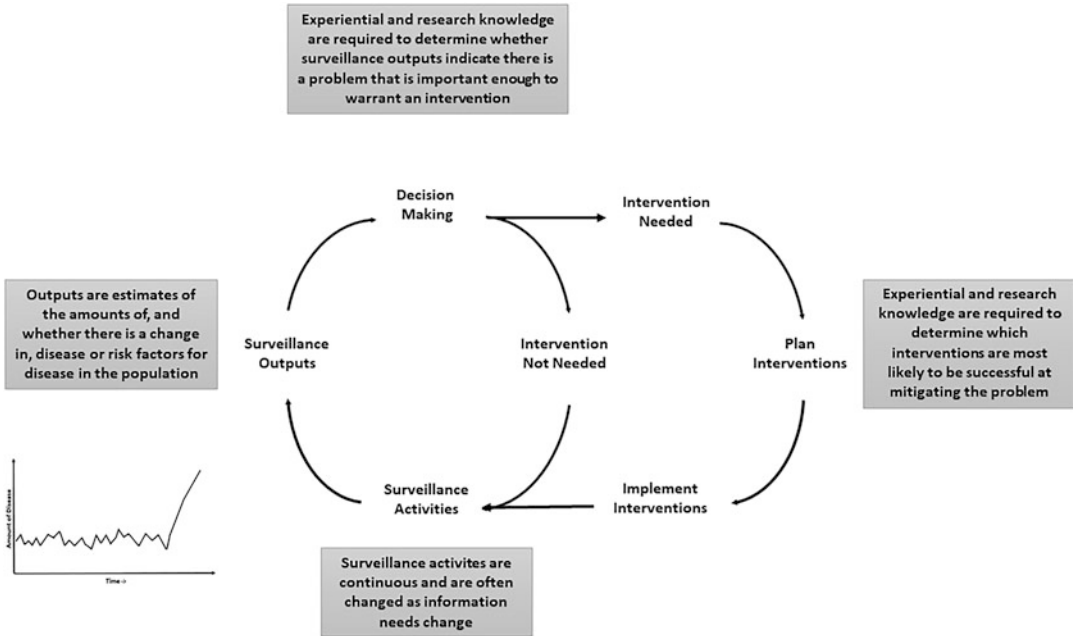 Experiential and research knowledge
are required to determine whether
surveillance outputs indicate there is
a problem that is important enough to
warrant an intervention
Decision
Making
Intervention
Needed
Outputs are estimates of
the amounts of, and
whether there is a change
in, disease or risk factors for
disease in the population
Surveillance
Outputs
Intervention
Not Needed
Plan
Interventions
Experiential and research
knowledge are required to
determine which
interventions are most
likely to be successful at
mitigating the problem
Surveillance
Activities
Implement
Interventions
Amount of Disease
Time->
Surveillance activites are
continuous and are often
changed as information
needs change